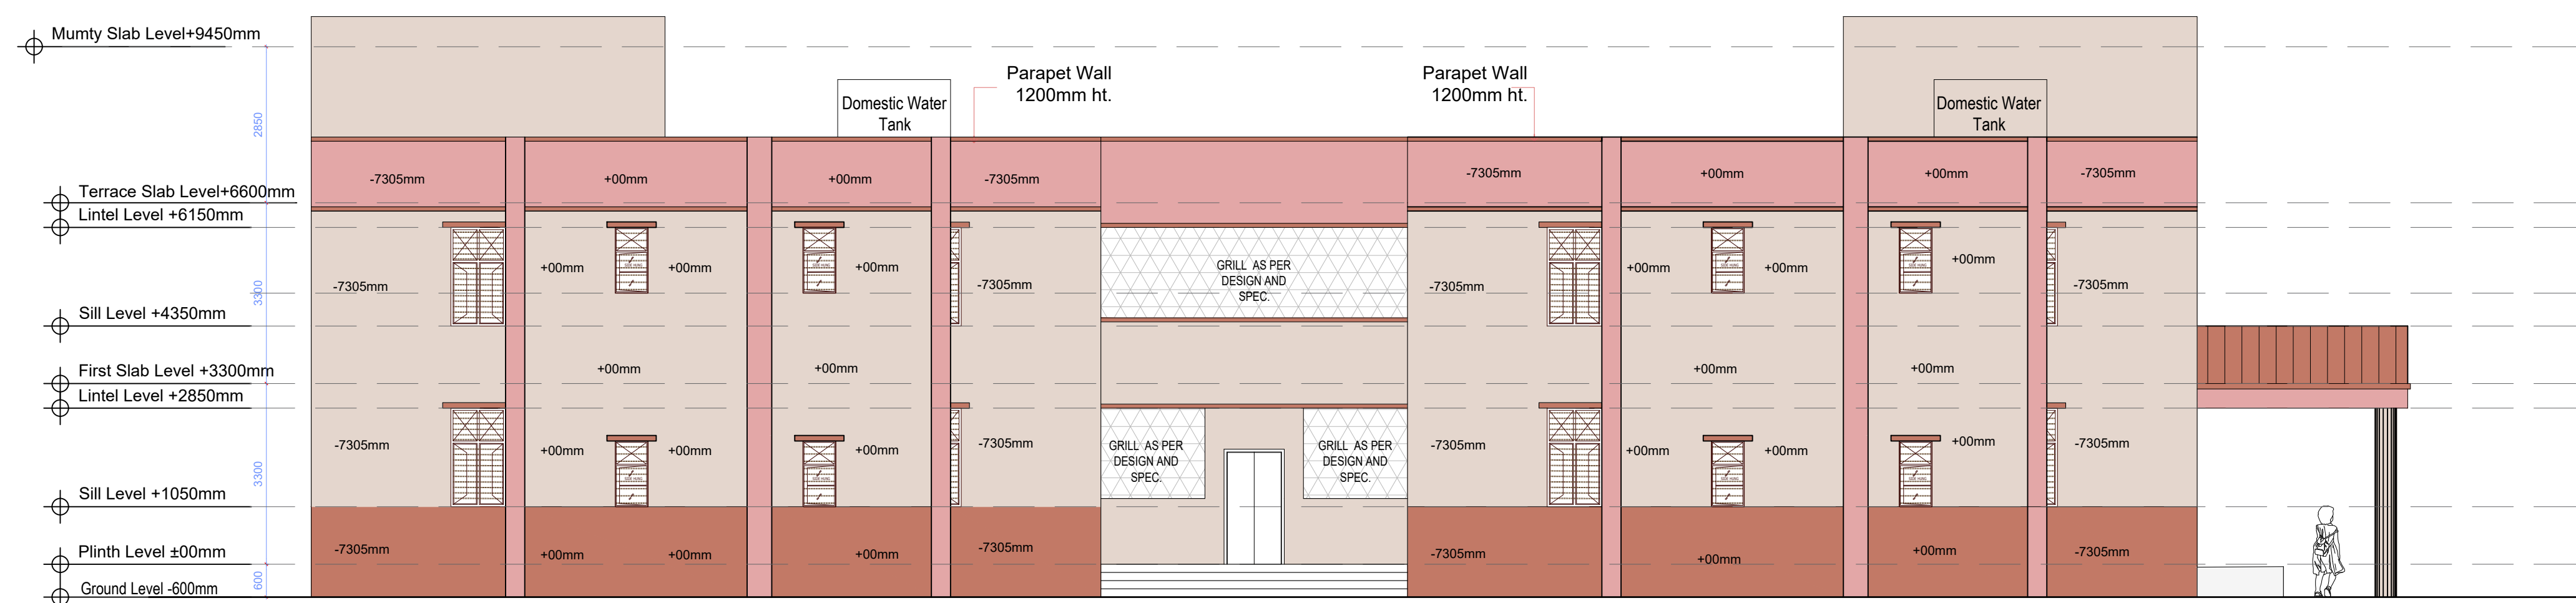 Mumty Slab Level+9450mm
Parapet Wall
1200mm ht.
Parapet Wall
1200mm ht.
Domestic Water
Tank
Domestic Water
Tank
2850
Terrace Slab Level+6600mm
-7305mm
+00mm
+00mm
-7305mm
-7305mm
+00mm
+00mm
-7305mm
Lintel Level +6150mm
-7305mm
+00mm
+00mm
+00mm
-7305mm
GRILL AS PER
DESIGN AND
SPEC.
-7305mm
+00mm
+00mm
+00mm
-7305mm
3300
Sill Level +4350mm
First Slab Level +3300mm
+00mm
+00mm
+00mm
+00mm
Lintel Level +2850mm
-7305mm
+00mm
+00mm
+00mm
-7305mm
GRILL AS PER
DESIGN AND
SPEC.
GRILL AS PER
DESIGN AND
SPEC.
-7305mm
+00mm
+00mm
+00mm
-7305mm
3300
Sill Level +1050mm
-7305mm
+00mm
+00mm
+00mm
-7305mm
-7305mm
+00mm
+00mm
-7305mm
Plinth Level ±00mm
600
Ground Level -600mm